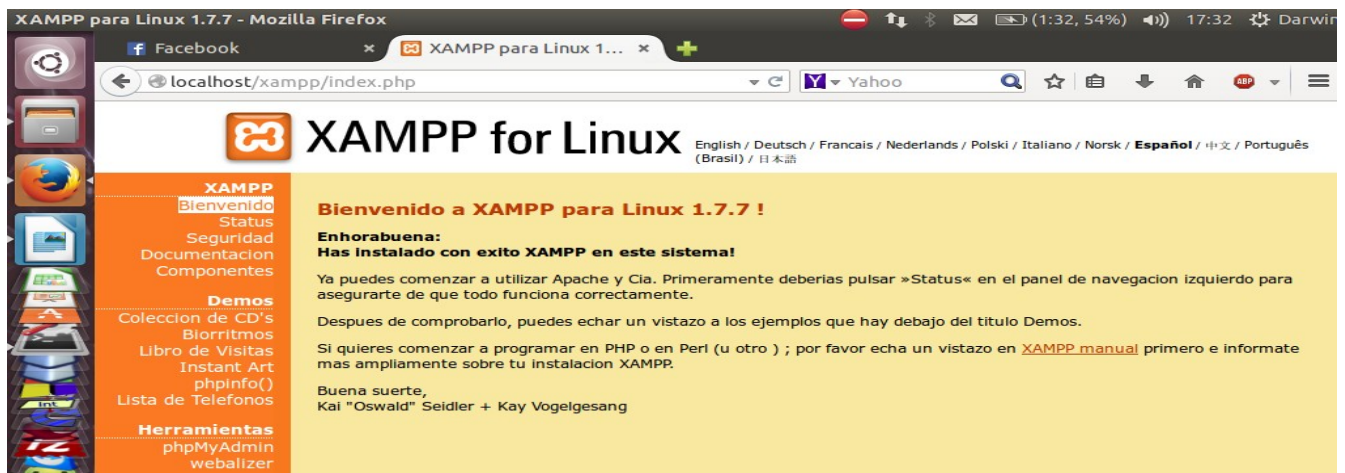 XAMPP para Linux 1.7.7 - Mozilla Firefox
(1:32, 54%) 17:32 Darwin
Facebook
XAMPP para Linux 1...
localhost/xampp/index.php
Yahoo
ABP
XAMPP for Linux
English / Deutsch / Francais / Nederlands / Polski / Italiano / Norsk / Español / 中文 / Português
(Brasil) / 日本語
XAMPP
Bienvenido
Status
Seguridad
Documentacion
Componentes
Demos
Coleccion de CD's
Biorritmos
Libro de Visitas
Instant Art
phpinfo()
Lista de Telefonos
Herramientas
phpMyAdmin
webalizer
Bienvenido a XAMPP para Linux 1.7.7 !
Enhorabuena:
Has instalado con exito XAMPP en este sistema!
Ya puedes comenzar a utilizar Apache y Cia. Primeramente deberias pulsar »Status« en el panel de navegacion izquierdo para
asegurarte de que todo funciona correctamente.
Despues de comprobarlo, puedes echar un vistazo a los ejemplos que hay debajo del titulo Demos.
Si quieres comenzar a programar en PHP o en Perl (u otro ) ; por favor echa un vistazo en XAMPP manual primero e informate
mas ampliamente sobre tu instalacion XAMPP.
Buena suerte,
Kai "Oswald" Seidler + Kay Vogelgesang